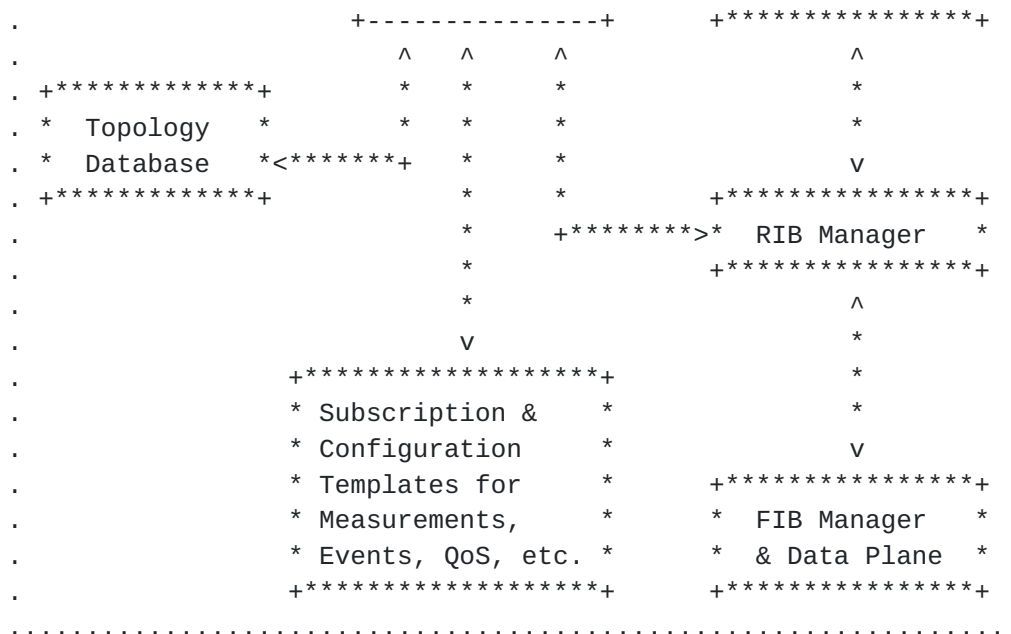 .                      +---------------+      +****************+
.                         ^   ^     ^                  ^
. +*************+         *   *     *                  *
. *  Topology   *         *   *     *                  *
. *  Database   *<*******+   *     *                  v
. +*************+             *     *         +****************+
.                             *     +********>*  RIB Manager   *
.                             *               +****************+
.                             *                        ^
.                             v                        *
.                  +*******************+               *
.                  * Subscription &    *               *
.                  * Configuration     *               v
.                  * Templates for     *      +****************+
.                  * Measurements,     *      *  FIB Manager   *
.                  * Events, QoS, etc. *      *  & Data Plane  *
.                  +*******************+      +****************+
................................................................